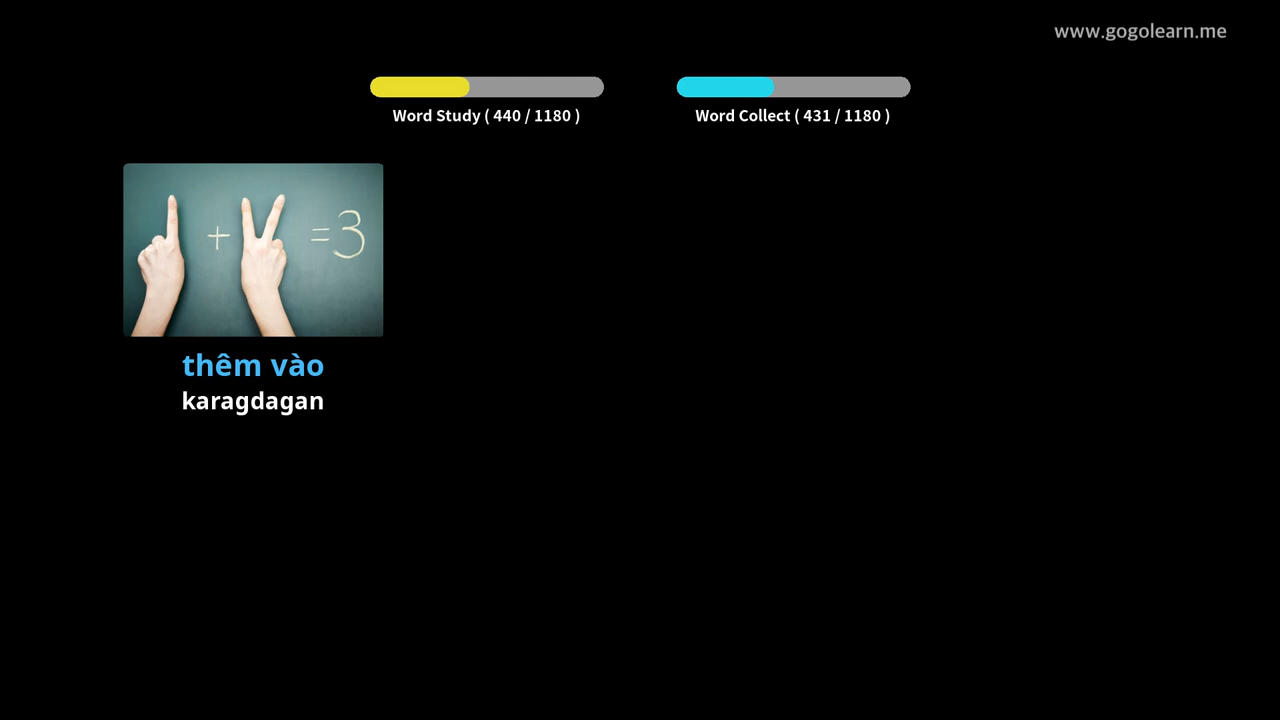 www.gogolearn.me
Word Study ( 440 / 1180 )
Word Collect ( 431 / 1180 )
+ =3
thêm vào
karagdagan